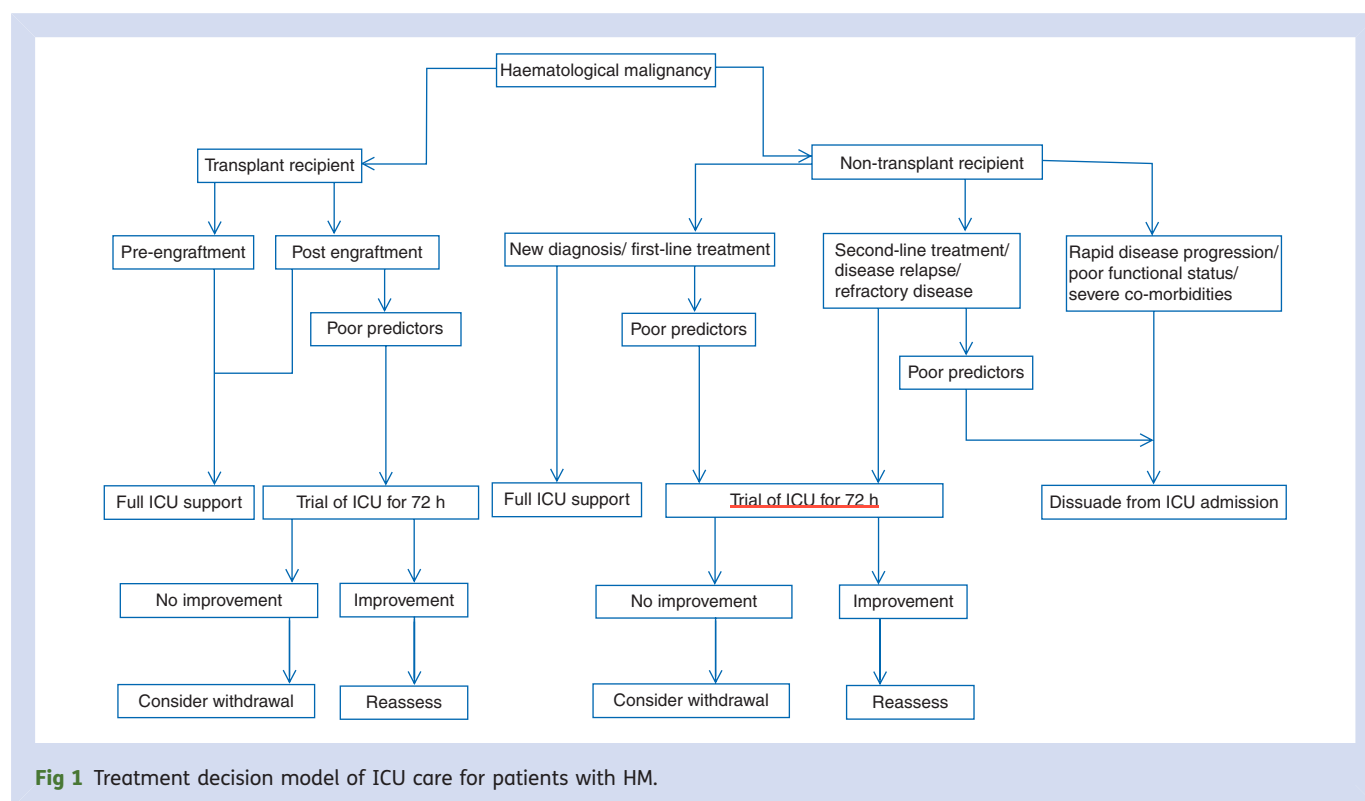 Haematological malignancy
Transplant recipient
Non-transplant recipient
Pre-engraftment
Post engraftment
New diagnosis/ first-line treatment
Second-line treatment/
disease relapse/
refractory disease
Rapid disease progression/
poor functional status/
severe co-morbidities
Poor predictors
Poor predictors
Poor predictors
Full ICU support
Trial of ICU for 72 h
Full ICU support
Trial of ICU for 72 h
Dissuade from ICU admission
No improvement
Improvement
No improvement
Improvement
Consider withdrawal
Reassess
Consider withdrawal
Reassess
Fig 1 Treatment decision model of ICU care for patients with HM.